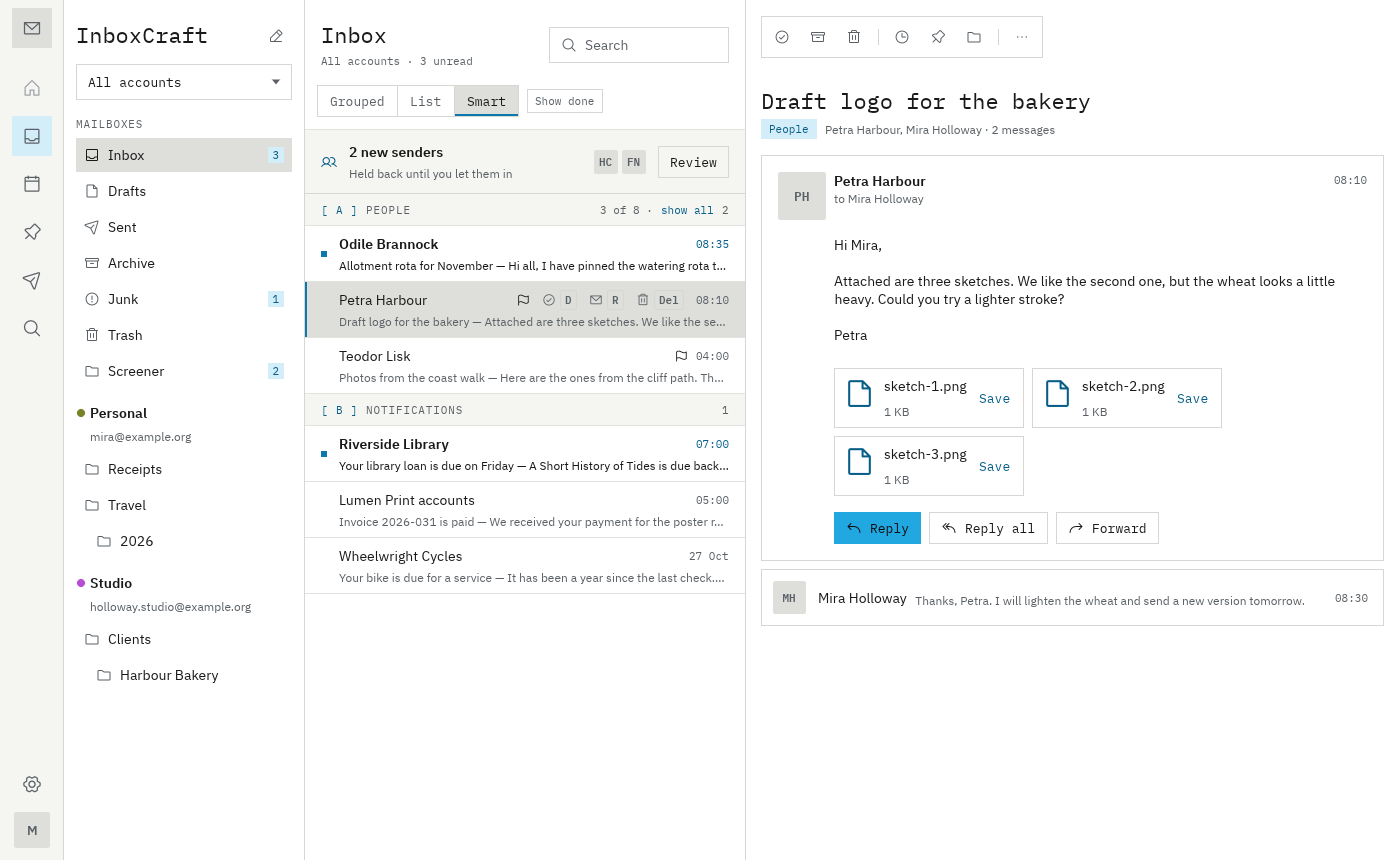 InboxCraft
All accounts
MAILBOXES
Inbox 3
Drafts
Sent
Archive
Junk 1
Trash
Screener 2
Personal
mira@example.org
Receipts
Travel
2026
Studio
holloway.studio@example.org
Clients
Harbour Bakery
M
Inbox
All accounts · 3 unread
Search
Grouped List Smart Show done
2 new senders
Held back until you let them in
HC FN Review
[ A ] PEOPLE 3 of 8 · show all 2
Odile Brannock 08:35
Allotment rota for November — Hi all, I have pinned the watering rota t…
Petra Harbour D R Del 08:10
Draft logo for the bakery — Attached are three sketches. We like the se…
Teodor Lisk 04:00
Photos from the coast walk — Here are the ones from the cliff path. Th…
[ B ] NOTIFICATIONS 1
Riverside Library 07:00
Your library loan is due on Friday — A Short History of Tides is due back…
Lumen Print accounts 05:00
Invoice 2026-031 is paid — We received your payment for the poster r…
Wheelwright Cycles 27 Oct
Your bike is due for a service — It has been a year since the last check.…
Draft logo for the bakery
People Petra Harbour, Mira Holloway · 2 messages
PH
Petra Harbour 08:10
to Mira Holloway
Hi Mira,
Attached are three sketches. We like the second one, but the wheat looks a little
heavy. Could you try a lighter stroke?
Petra
sketch-1.png
1 KB
Save
sketch-2.png
1 KB
Save
sketch-3.png
1 KB
Save
Reply Reply all Forward
MH Mira Holloway Thanks, Petra. I will lighten the wheat and send a new version tomorrow. 08:30